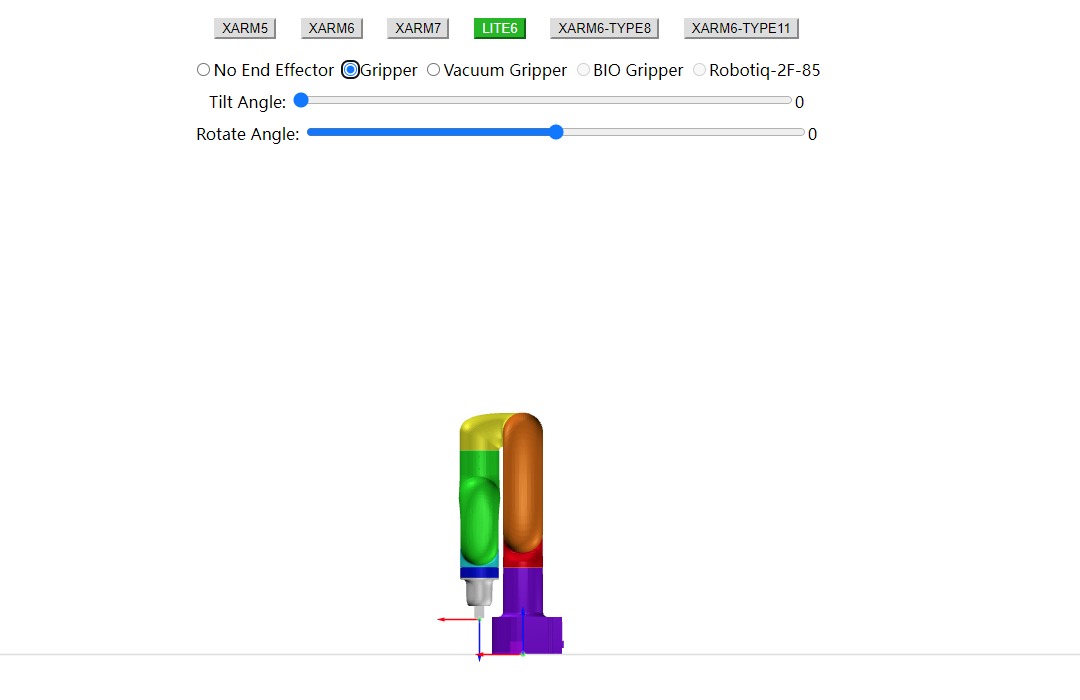 XARM5 XARM6 XARM7 LITE6 XARM6-TYPE8 XARM6-TYPE11
No End Effector Gripper Vacuum Gripper BIO Gripper Robotiq-2F-85
Tilt Angle: 0
Rotate Angle: 0